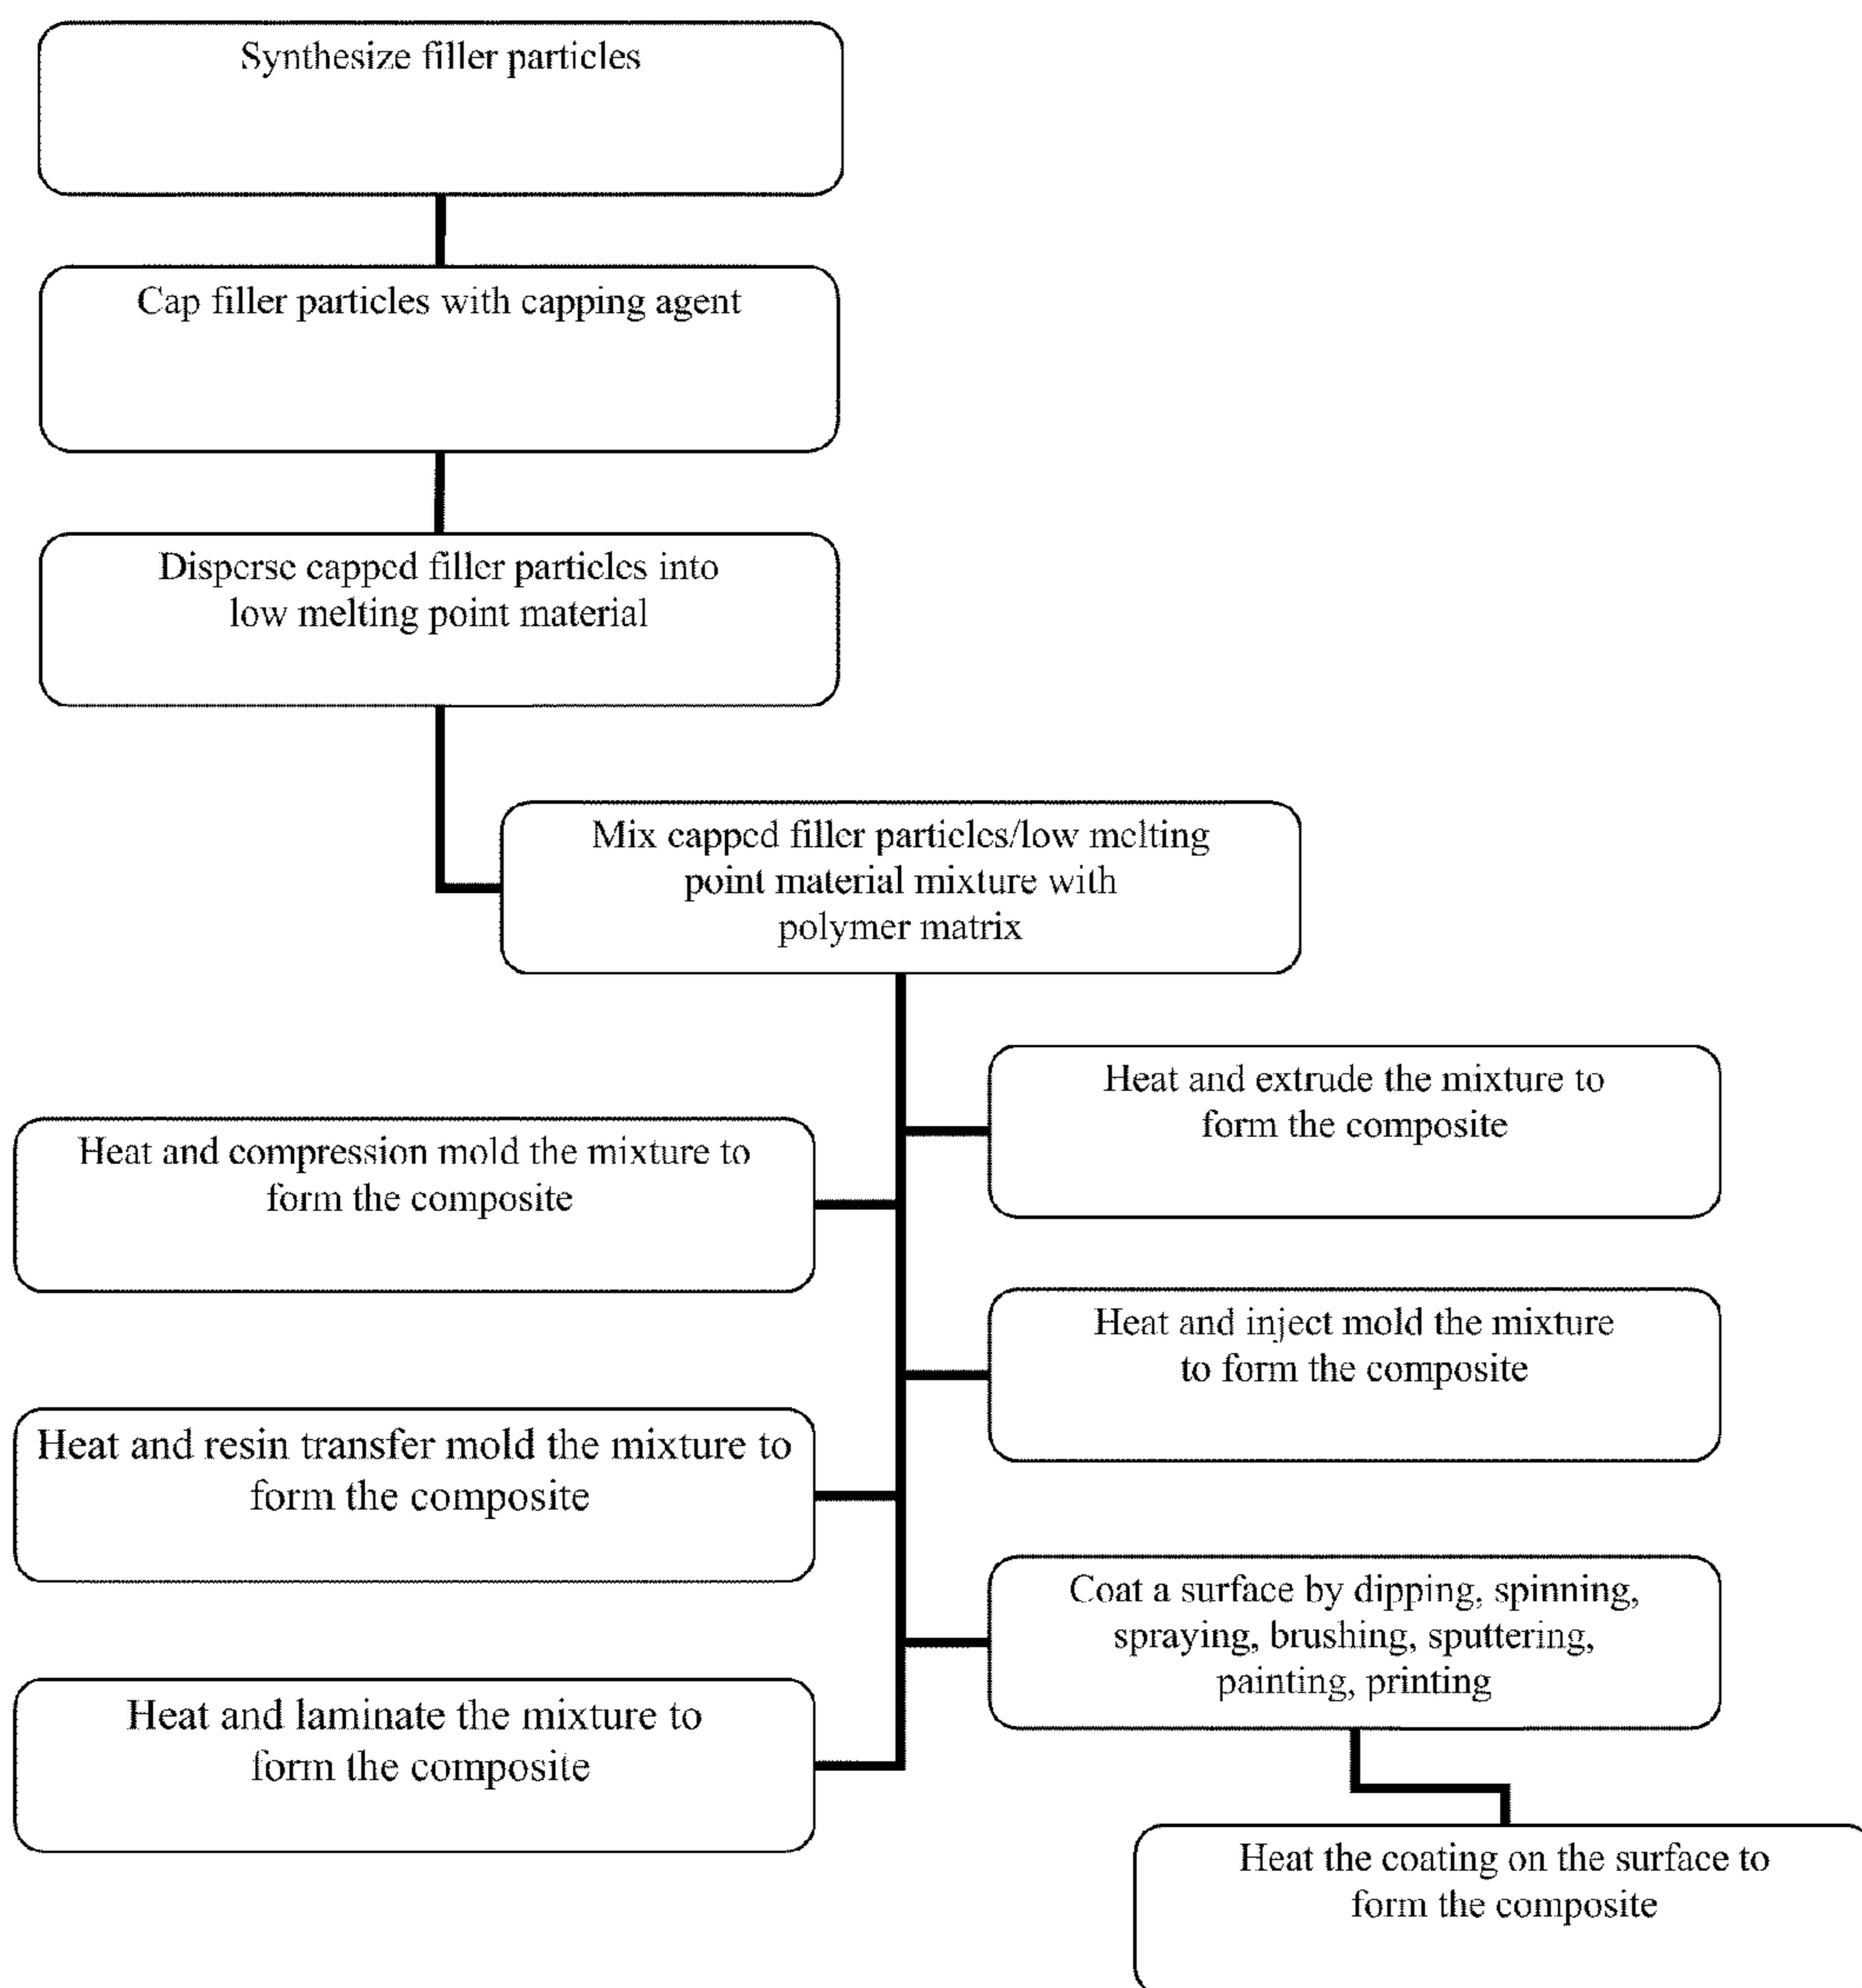 Synthesize filler particles
Cap filler particles with capping agent
Disperse capped filler particles into
low melting point material
Mix capped filler particles/low melting
point material mixture with
polymer matrix
Heat and extrude the mixture to
form the composite
Heat and compression mold the mixture to
form the composite
Heat and inject mold the mixture
to form the composite
Heat and resin transfer mold the mixture to
form the composite
Coat a surface by dipping, spinning,
spraying, brushing, sputtering,
painting, printing
Heat and laminate the mixture to
form the composite
Heat the coating on the surface to
form the composite